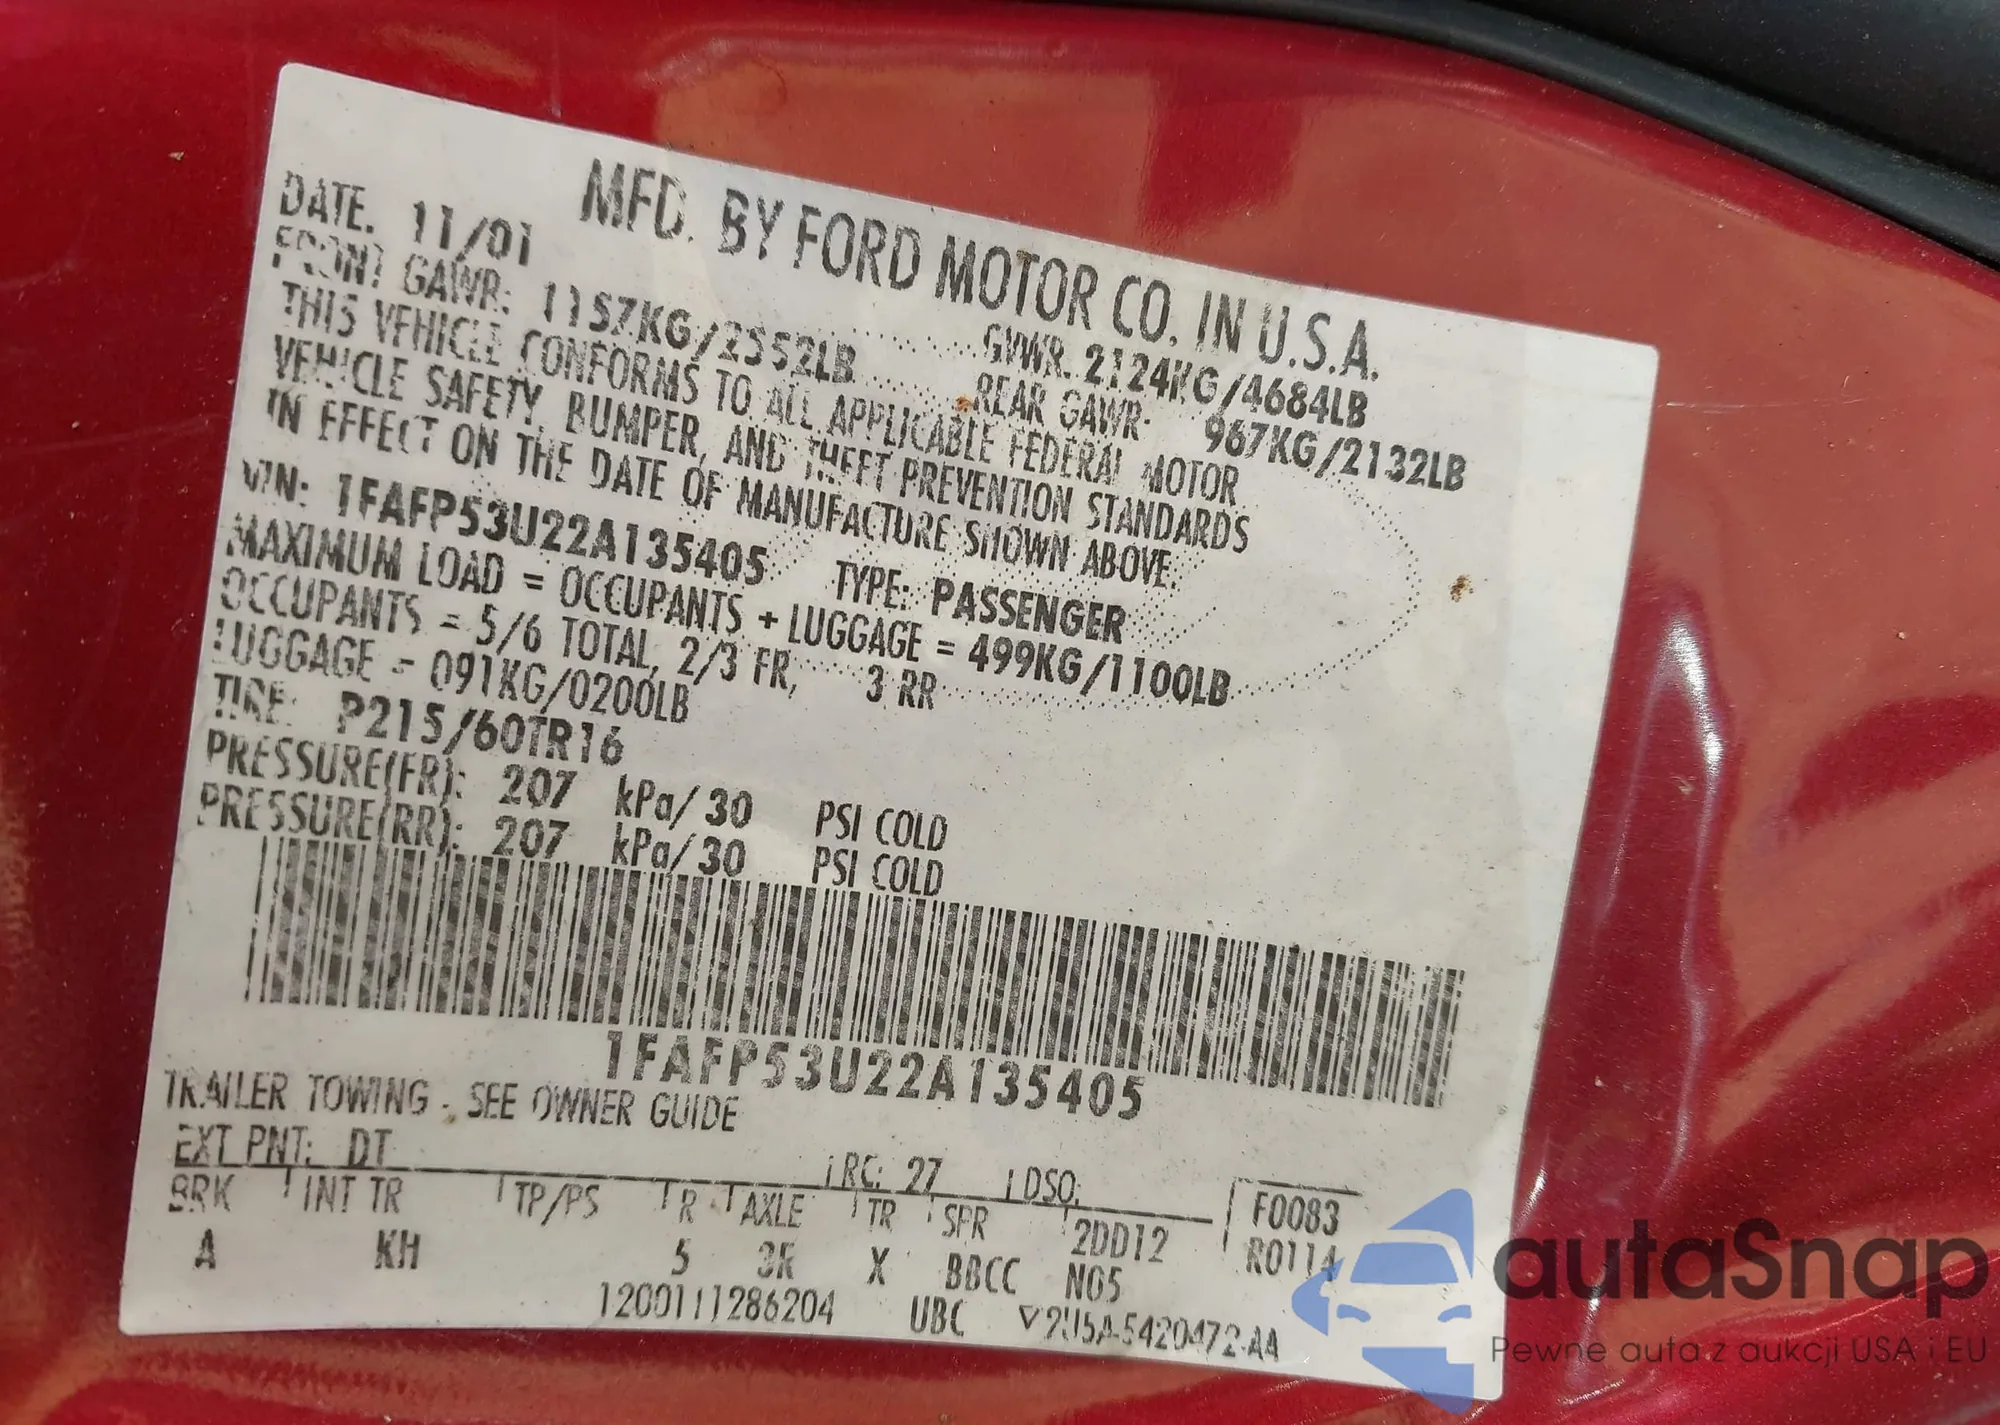 MFD. BY FORD MOTOR CO. IN U.S.A.
DATE. 11/01 GVWR. 2124KG/4684LB
FRONT GAWR: 1157KG/2552LB REAR GAWR: 967KG/2132LB
THIS VEHICLE CONFORMS TO ALL APPLICABLE FEDERAL MOTOR
VEHICLE SAFETY, BUMPER, AND THEFT PREVENTION STANDARDS
IN EFFECT ON THE DATE OF MANUFACTURE SHOWN ABOVE.
VIN: 1FAFP53U22A135405 TYPE: PASSENGER
MAXIMUM LOAD = OCCUPANTS + LUGGAGE = 499KG/1100LB
OCCUPANTS = 5/6 TOTAL, 2/3 FR, 3 RR
LUGGAGE = 091KG/0200LB
TIRE: P215/60TR16
PRESSURE(FR): 207 kPa/30 PSI COLD
PRESSURE(RR): 207 kPa/30 PSI COLD
1FAFP53U22A135405
TRAILER TOWING - SEE OWNER GUIDE
EXT PNT: DT RC: 27 DSO: F0083
BRK INT TR TP/PS R AXLE TR SPR 2DD12 R0114
A KH 5 3R X BBCC NG5
1200111286204 UBC ▽2U5A-5420472-AA
autaSnap
Pewne auta z aukcji USA i EU